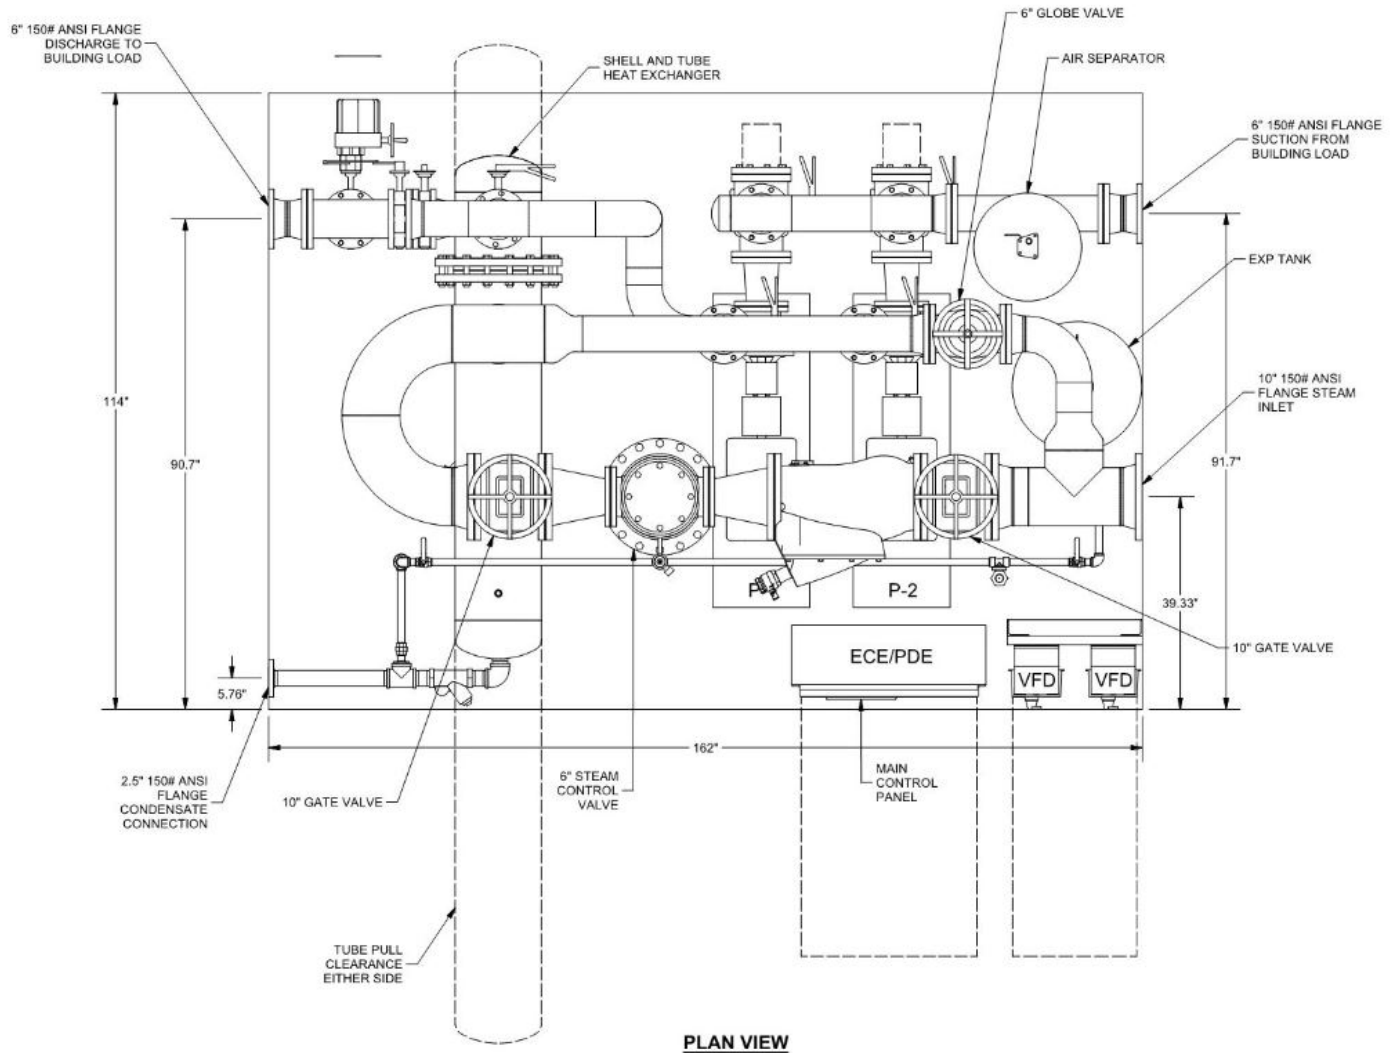 6" 150# ANSI FLANGE
DISCHARGE TO
BUILDING LOAD
6" GLOBE VALVE
SHELL AND TUBE
HEAT EXCHANGER
AIR SEPARATOR
6" 150# ANSI FLANGE
SUCTION FROM
BUILDING LOAD
EXP TANK
10" 150# ANSI
FLANGE STEAM
INLET
114"
90.7"
91.7"
P-2
39.33"
10" GATE VALVE
ECE/PDE
VFD
VFD
5.76"
162"
2.5" 150# ANSI
FLANGE
CONDENSATE
CONNECTION
10" GATE VALVE
6" STEAM
CONTROL
VALVE
MAIN
CONTROL
PANEL
TUBE PULL
CLEARANCE
EITHER SIDE
PLAN VIEW